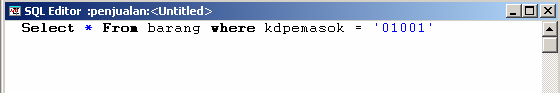 SQL Editor :penjualan:<Untitled>
Select * From barang where kdpemasok = '01001'